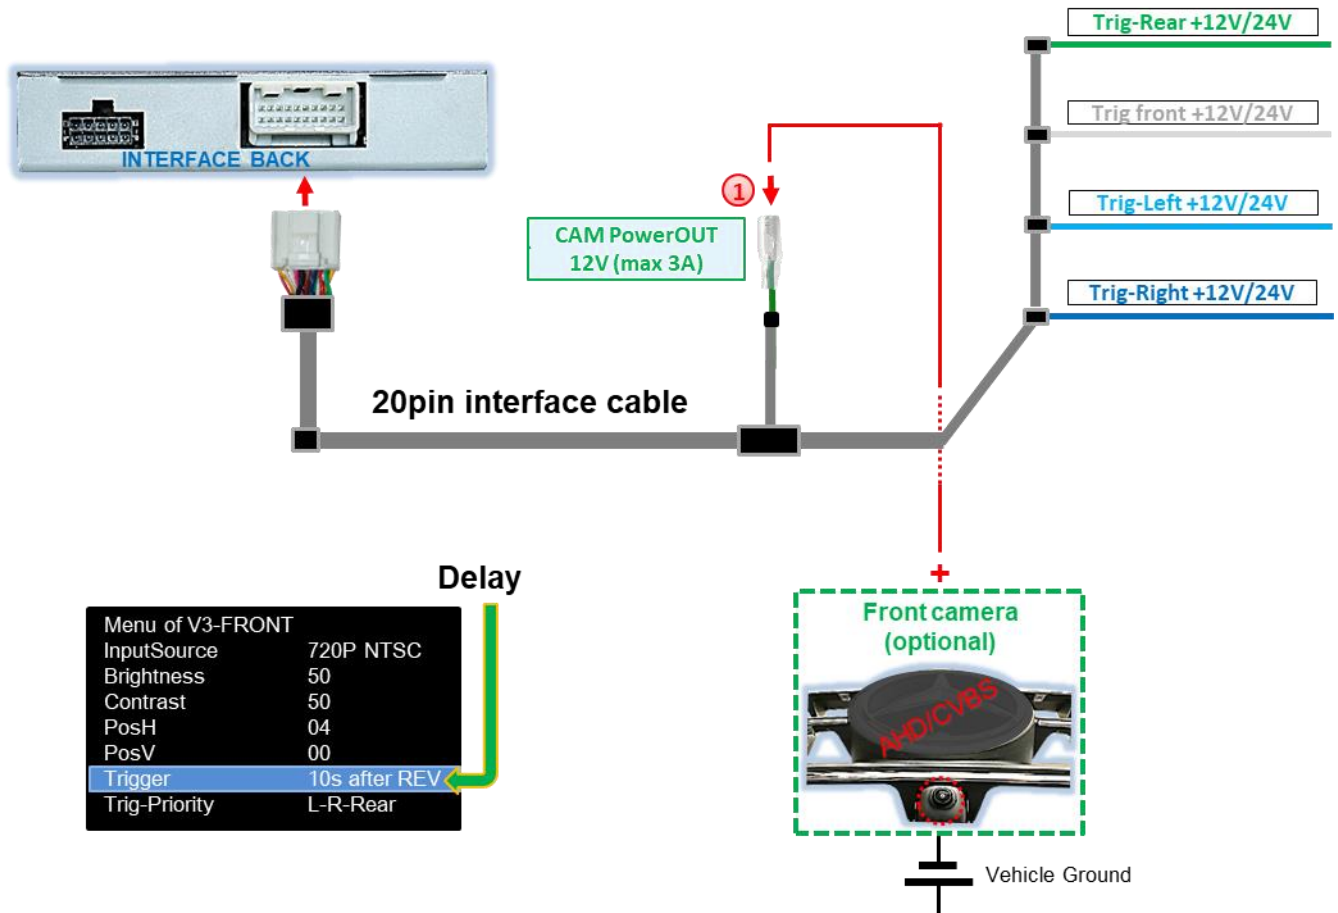 Trig-Rear +12V/24V
Trig front +12V/24V
INTERFACE BACK
1
Trig-Left +12V/24V
CAM PowerOUT
12V (max 3A)
Trig-Right +12V/24V
20pin interface cable
Delay
+
Menu of V3-FRONT
InputSource 720P NTSC
Brightness 50
Contrast 50
PosH 04
PosV 00
Trigger 10s after REV
Trig-Priority L-R-Rear
Front camera
(optional)
AHD/CVBS
Vehicle Ground